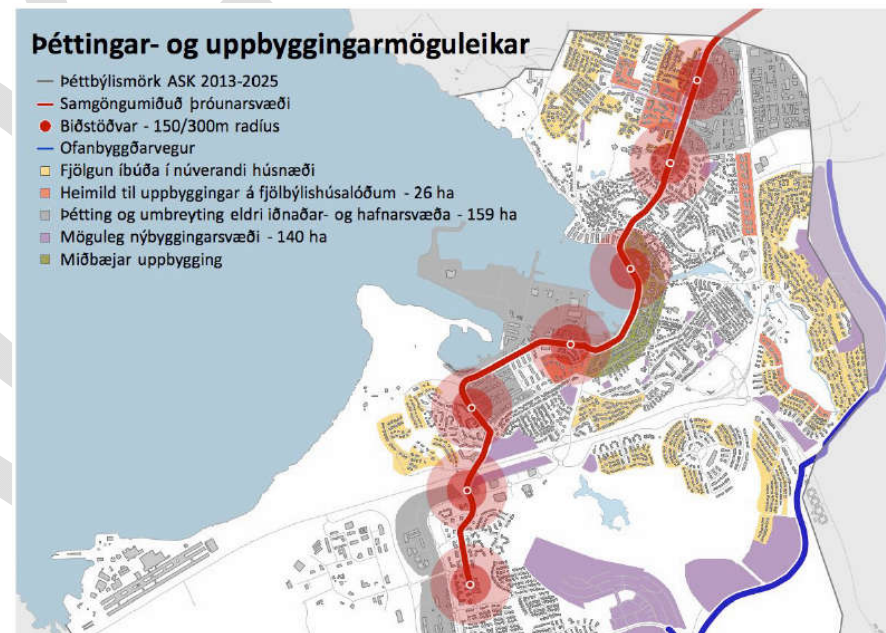 Þéttingar- og uppbyggingarmöguleikar
Þéttbýlismörk ASK 2013-2025
Samgöngumiðuð þróunarsvæði
Biðstöðvar - 150/300m radíus
Ofanbyggðarvegur
Fjölgun íbúða í núverandi húsnæði
Heimild til uppbyggingar á fjölbýlishúsalóðum - 26 ha
Þétting og umbreyting eldri iðnaðar- og hafnarsvæða - 159 ha
Möguleg nýbyggingarsvæði - 140 ha
Miðbæjar uppbygging